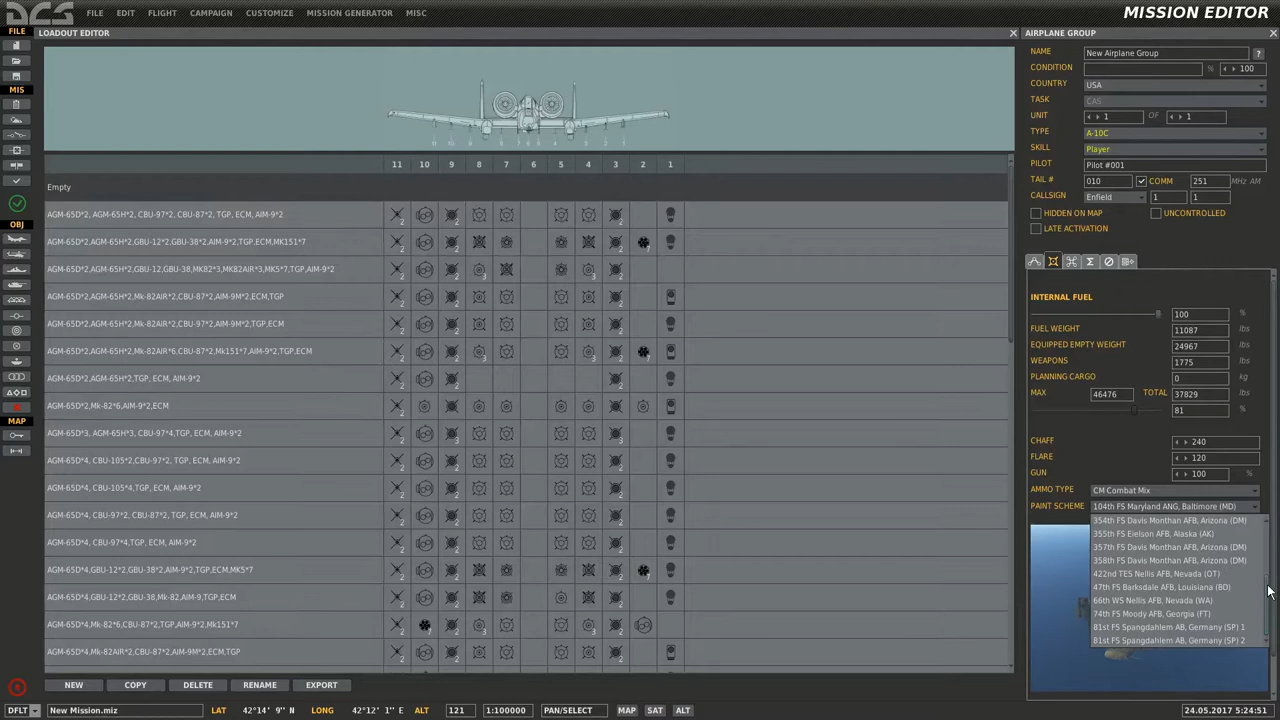 DCS FILE EDIT FLIGHT CAMPAIGN CUSTOMIZE MISSION GENERATOR MISC MISSION EDITOR
FILE
MIS
OBJ
MAP
LOADOUT EDITOR
11 10 9 8 7 6 5 4 3 2 1
Empty
AGM-65D*2, AGM-65H*2, CBU-97*2, CBU-87*2, TGP, ECM, AIM-9*2
AGM-65D*2,AGM-65H*2,GBU-12*2,GBU-38*2,AIM-9*2,TGP,ECM,MK151*7
AGM-65D*2,AGM-65H*2,GBU-12,GBU-38,MK82*3,MK82AIR*3,MK5*7,TGP,AIM-9*2
AGM-65D*2,AGM-65H*2,Mk-82AIR*2,CBU-87*2,AIM-9M*2,ECM,TGP
AGM-65D*2,AGM-65H*2,Mk-82AIR*2,CBU-97*2,AIM-9M*2,TGP,ECM
AGM-65D*2,AGM-65H*2,Mk-82AIR*6,CBU-87*2,Mk151*7,AIM-9*2,TGP,ECM
AGM-65D*2,AGM-65H*2,TGP, ECM, AIM-9*2
AGM-65D*2,Mk-82*6,AIM-9*2,ECM
AGM-65D*3, AGM-65H*3, CBU-97*4,TGP, ECM, AIM-9*2
AGM-65D*4, CBU-105*2,CBU-97*2, TGP, ECM, AIM-9*2
AGM-65D*4, CBU-105*4,TGP, ECM, AIM-9*2
AGM-65D*4, CBU-97*2, CBU-87*2, TGP, ECM, AIM-9*2
AGM-65D*4, CBU-97*4,TGP, ECM, AIM-9*2
AGM-65D*4,GBU-12*2,GBU-38*2,AIM-9*2,TGP,ECM,MK5*7
AGM-65D*4,GBU-12*2,GBU-38,Mk-82,AIM-9,TGP,ECM
AGM-65D*4,Mk-82*6,CBU-87*2,TGP,AIM-9*2,Mk151*7
AGM-65D*4,Mk-82AIR*2,CBU-87*2,AIM-9M*2,ECM,TGP
NEW COPY DELETE RENAME EXPORT
AIRPLANE GROUP
NAME New Airplane Group ?
CONDITION % 100
COUNTRY USA
TASK CAS
UNIT 1 OF 1
TYPE A-10C
SKILL Player
PILOT Pilot #001
TAIL # 010 COMM 251 MHz AM
CALLSIGN Enfield 1 1
HIDDEN ON MAP UNCONTROLLED
LATE ACTIVATION
INTERNAL FUEL
100 %
FUEL WEIGHT 11087 lbs
EQUIPPED EMPTY WEIGHT 24967 lbs
WEAPONS 1775 lbs
PLANNING CARGO 0 kg
MAX 46476 TOTAL 37829 lbs
81 %
CHAFF 240
FLARE 120
GUN 100 %
AMMO TYPE CM Combat Mix
PAINT SCHEME 104th FS Maryland ANG, Baltimore (MD)
354th FS Davis Monthan AFB, Arizona (DM)
355th FS Eielson AFB, Alaska (AK)
357th FS Davis Monthan AFB, Arizona (DM)
358th FS Davis Monthan AFB, Arizona (DM)
422nd TES Nellis AFB, Nevada (OT)
47th FS Barksdale AFB, Louisiana (BD)
66th WS Nellis AFB, Nevada (WA)
74th FS Moody AFB, Georgia (FT)
81st FS Spangdahlem AB, Germany (SP) 1
81st FS Spangdahlem AB, Germany (SP) 2
DFLT New Mission.miz LAT 42°14' 9'' N LONG 42°12' 1'' E ALT 121 1:100000 PAN/SELECT MAP SAT ALT 24.05.2017 5:24:51